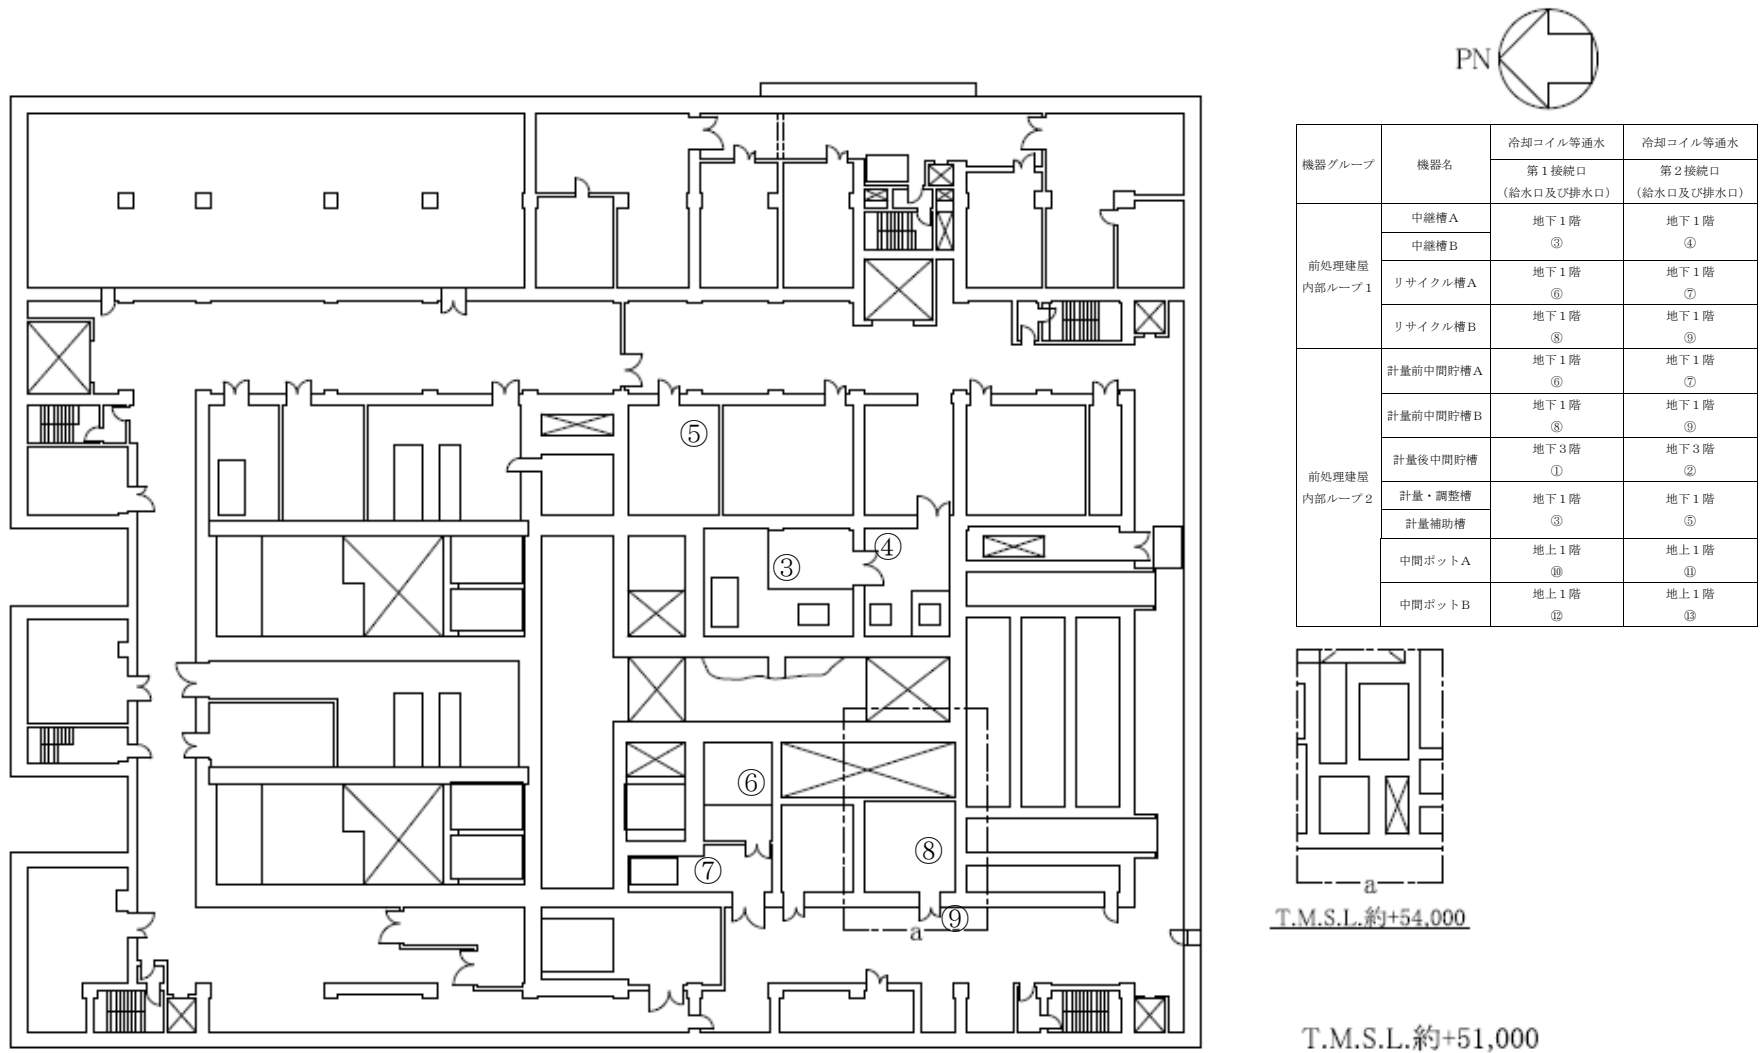 PN
機器グループ 機器名 冷却コイル等通水 冷却コイル等通水
第1接続口 第2接続口
(給水口及び排水口) (給水口及び排水口)
前処理建屋
内部ループ1
中継槽A 地下1階 地下1階
中継槽B ③ ④
リサイクル槽A 地下1階 地下1階
⑥ ⑦
リサイクル槽B 地下1階 地下1階
⑧ ⑨
前処理建屋
内部ループ2
計量前中間貯槽A 地下1階 地下1階
⑥ ⑦
計量前中間貯槽B 地下1階 地下1階
⑧ ⑨
計量後中間貯槽 地下3階 地下3階
① ②
計量・調整槽 地下1階 地下1階
計量補助槽 ③ ⑤
中間ポットA 地上1階 地上1階
⑩ ⑪
中間ポットB 地上1階 地上1階
⑫ ⑬
⑤
④
③
⑥
⑧
⑦
⑨
a
a
T.M.S.L.約+54,000
T.M.S.L.約+51,000